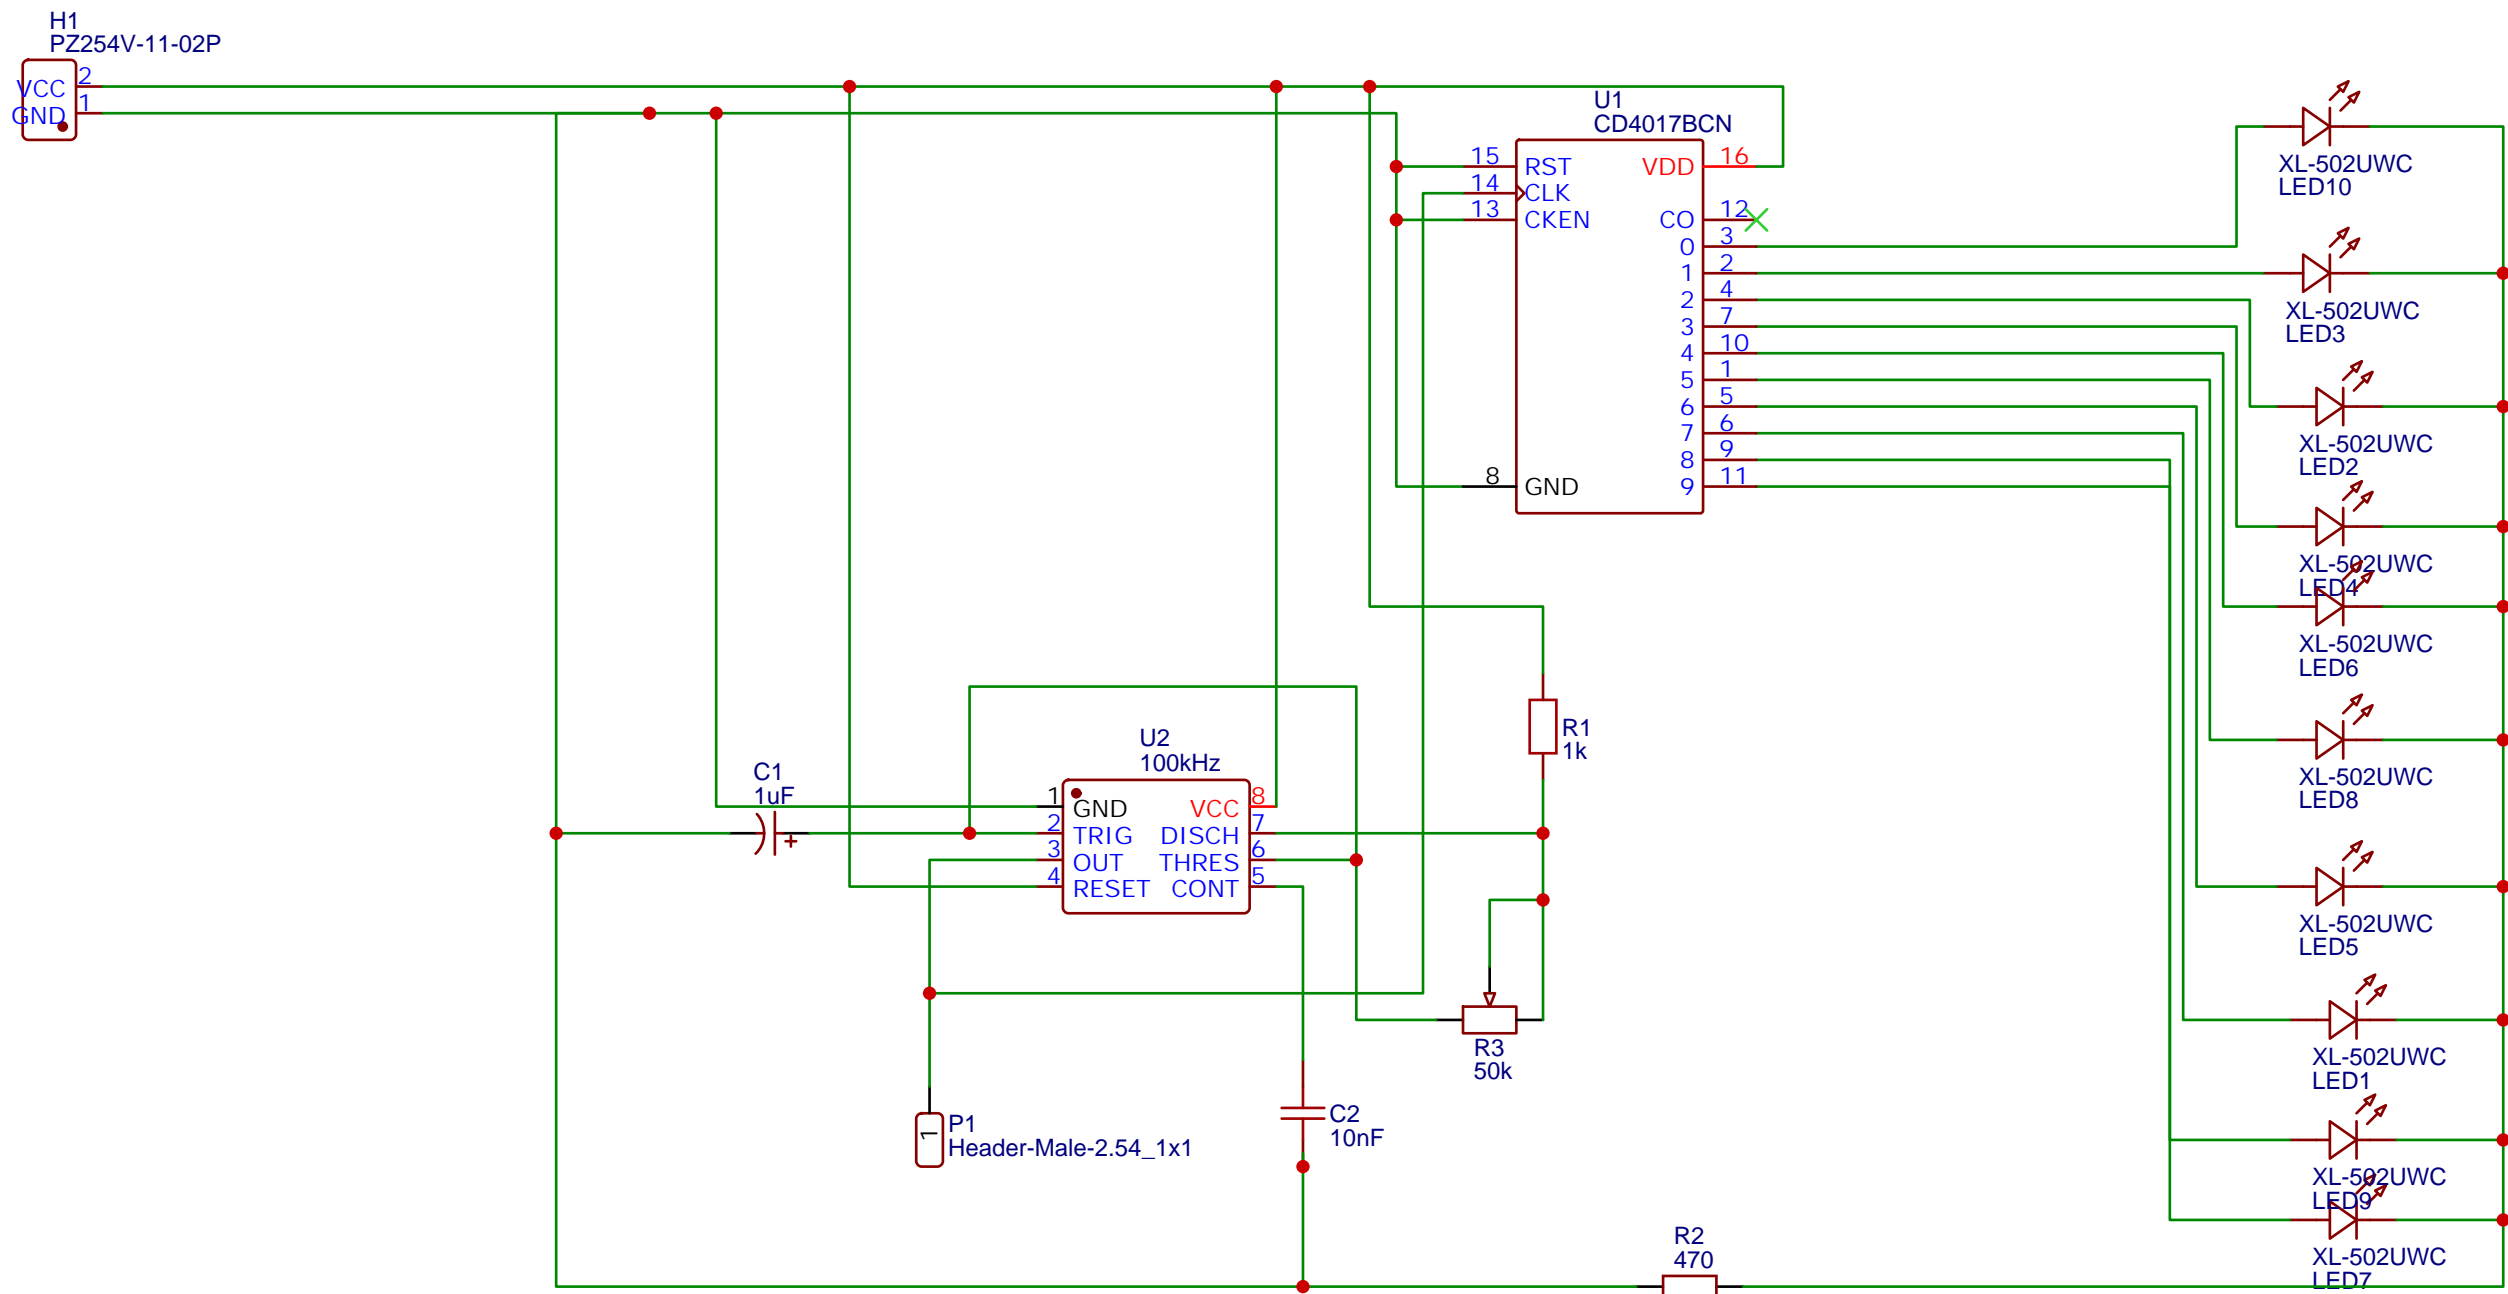 H1
PZ254V-11-02P
VCC 2
GND 1
U1
CD4017BCN
15 RST
14 CLK
13 CKEN
8 GND
VDD 16
CO 12
0 3
1 2
2 4
3 7
4 10
5 1
6 5
7 6
8 9
9 11
XL-502UWC
LED10
XL-502UWC
LED3
XL-502UWC
LED2
XL-502UWC
LED4
XL-502UWC
LED6
XL-502UWC
LED8
XL-502UWC
LED5
XL-502UWC
LED1
XL-502UWC
LED9
XL-502UWC
LED7
R1
1k
U2
100kHz
1 GND
2 TRIG
3 OUT
4 RESET
VCC 8
DISCH 7
THRES 6
CONT 5
C1
1uF
+
R3
50k
C2
10nF
P1
Header-Male-2.54_1x1
1
R2
470